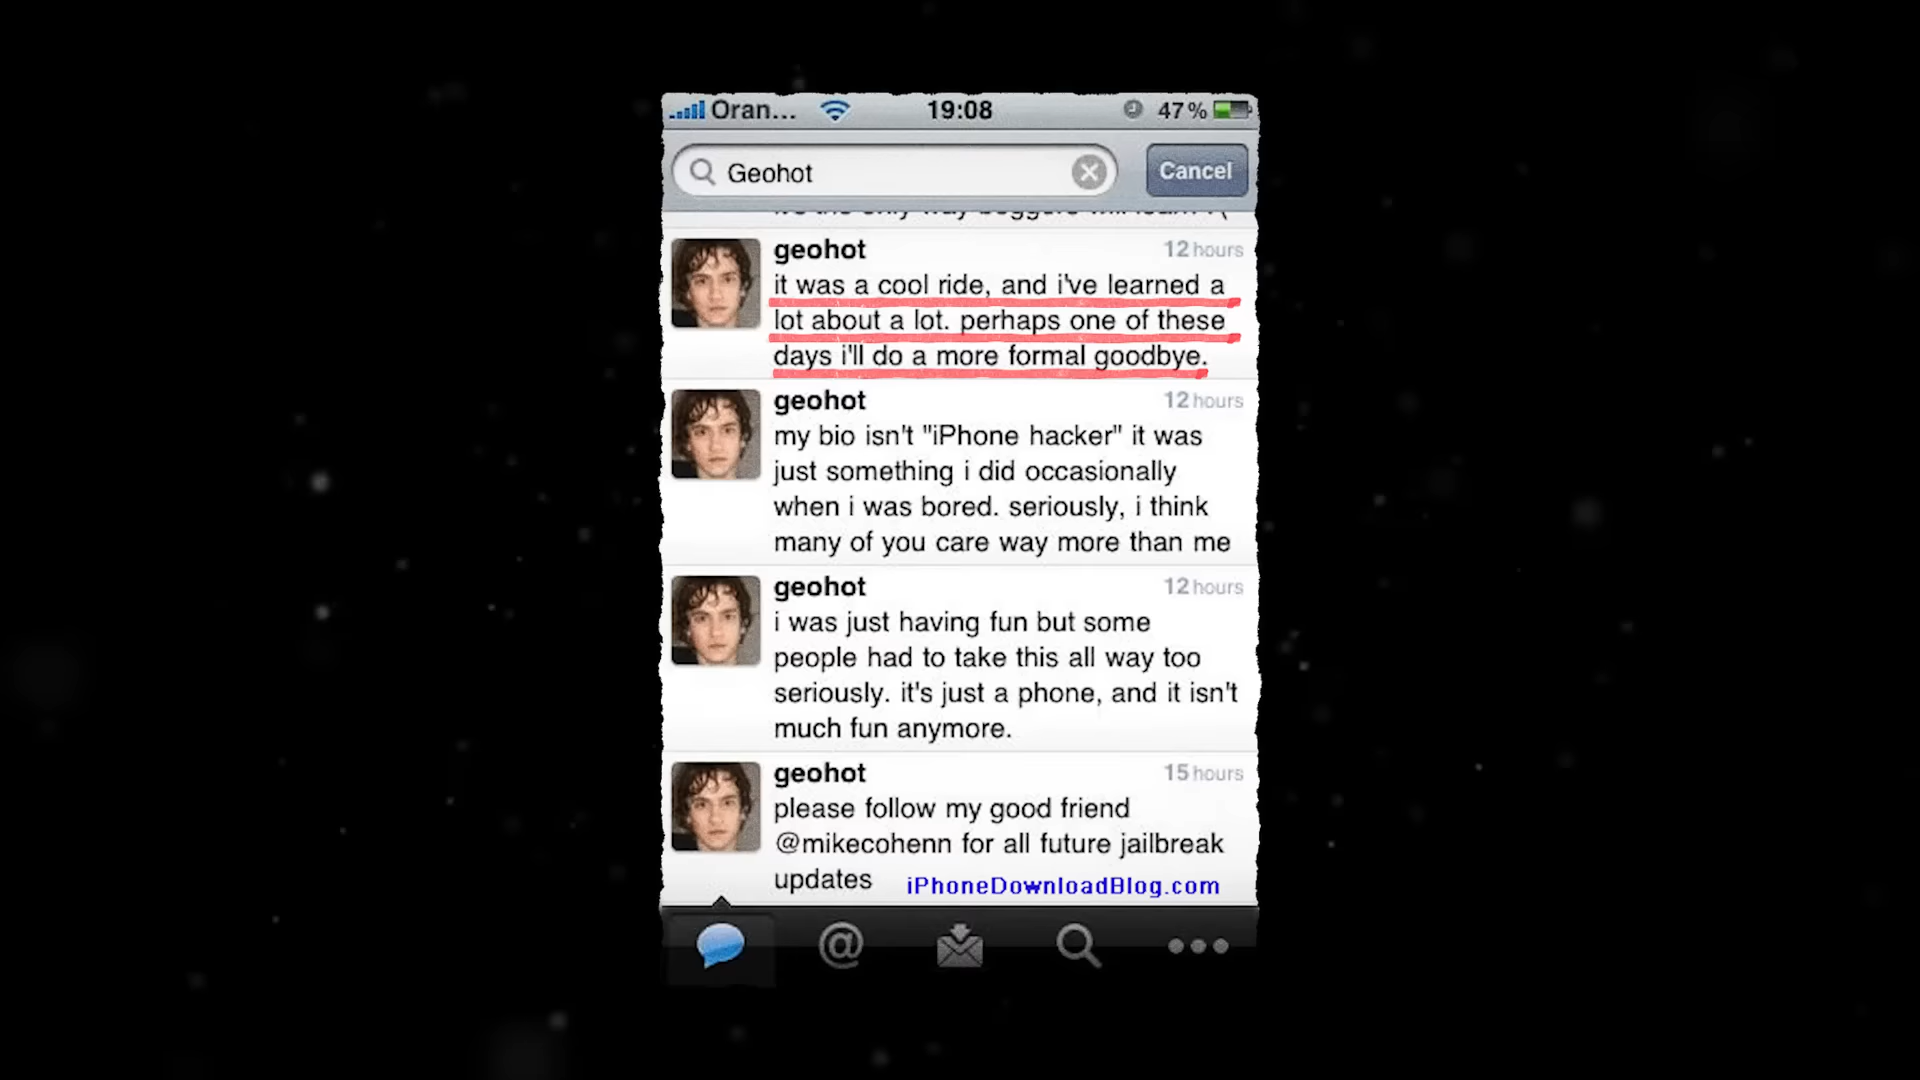 Oran... 19:08 47%
Geohot Cancel
geohot 12 hours
it was a cool ride, and i've learned a
lot about a lot. perhaps one of these
days i'll do a more formal goodbye.
geohot 12 hours
my bio isn't "iPhone hacker" it was
just something i did occasionally
when i was bored. seriously, i think
many of you care way more than me
geohot 12 hours
i was just having fun but some
people had to take this all way too
seriously. it's just a phone, and it isn't
much fun anymore.
geohot 15 hours
please follow my good friend
@mikecohenn for all future jailbreak
updates iPhoneDownloadBlog.com